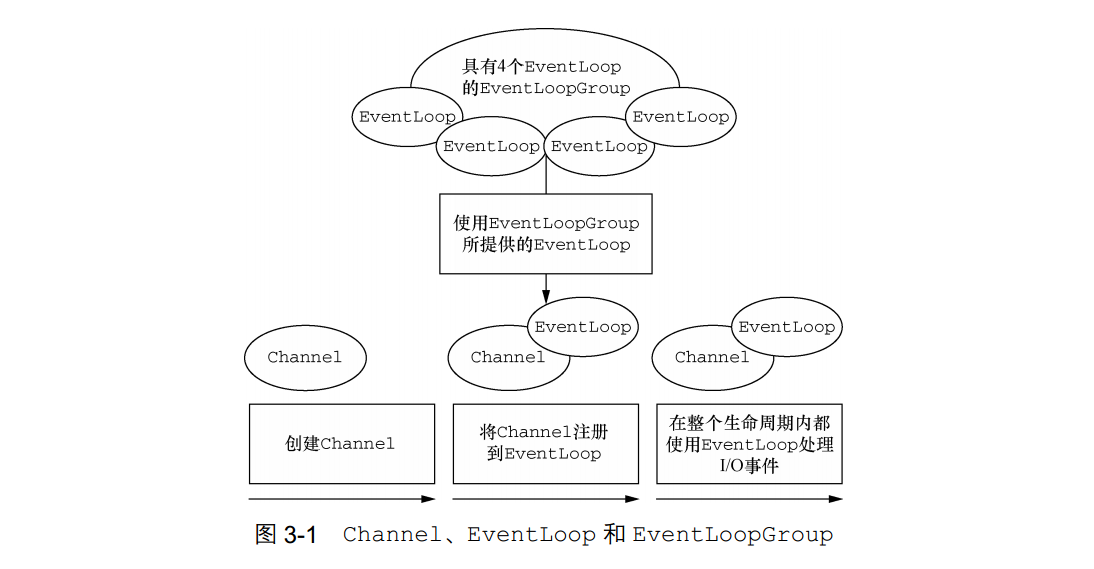 具有4个EventLoop
的EventLoopGroup
EventLoop
EventLoop
EventLoop
EventLoop
使用EventLoopGroup
所提供的EventLoop
Channel
Channel
EventLoop
Channel
EventLoop
创建Channel
将Channel注册
到EventLoop
在整个生命周期内都
使用EventLoop处理
I/O事件
图 3-1 Channel、EventLoop 和 EventLoopGroup